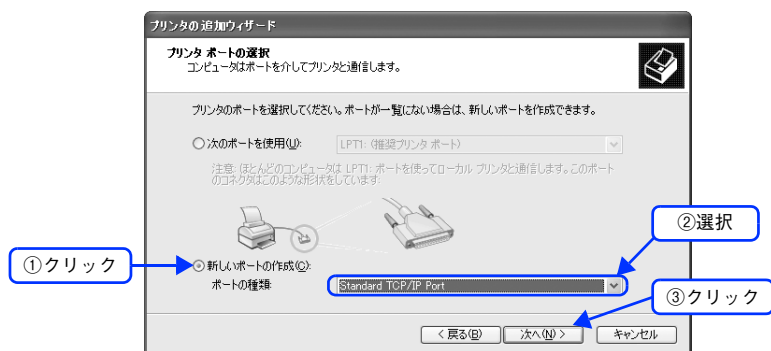 プリンタの追加ウィザード
プリンタ ポートの選択
コンピュータはポートを介してプリンタと通信します。
プリンタのポートを選択してください。ポートが一覧にない場合は、新しいポートを作成できます。
次のポートを使用(U):
LPT1: (推奨プリンタ ポート)
注意: ほとんどのコンピュータは LPT1: ポートを使ってローカル プリンタと通信します。このポート
のコネクタはこのような形状をしています:
②選択
①クリック
新しいポートの作成(C):
ポートの種類:
Standard TCP/IP Port
③クリック
< 戻る(B)
次へ(N) >
キャンセル